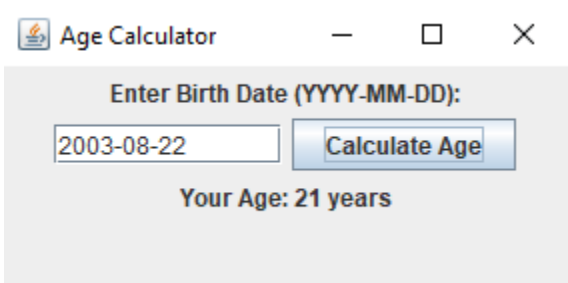 Age Calculator
Enter Birth Date (YYYY-MM-DD):
2003-08-22 Calculate Age
Your Age: 21 years